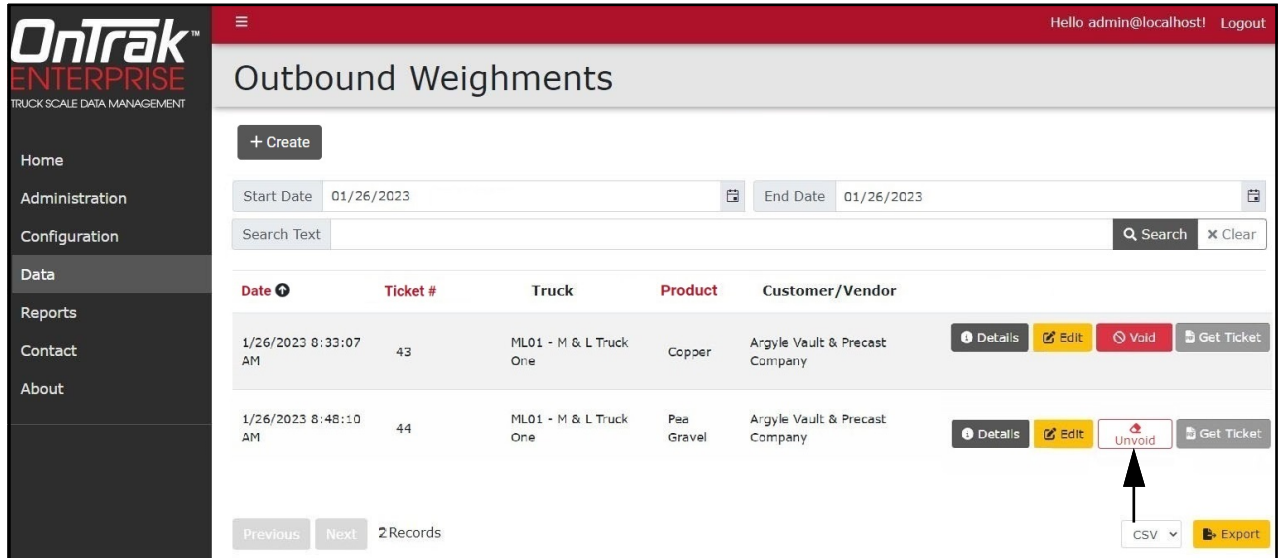 OnTrak™
ENTERPRISE
TRUCK SCALE DATA MANAGEMENT
Hello admin@localhost! Logout
Outbound Weighments
+ Create
Home
Administration
Configuration
Data
Reports
Contact
About
Start Date 01/26/2023 End Date 01/26/2023
Search Text Search × Clear
Date Ticket # Truck Product Customer/Vendor
1/26/2023 8:33:07
AM
43
ML01 - M & L Truck
One
Copper
Argyle Vault & Precast
Company
Details Edit Void Get Ticket
1/26/2023 8:48:10
AM
44
ML01 - M & L Truck
One
Pea
Gravel
Argyle Vault & Precast
Company
Details Edit Unvoid Get Ticket
Previous Next 2 Records
CSV Export